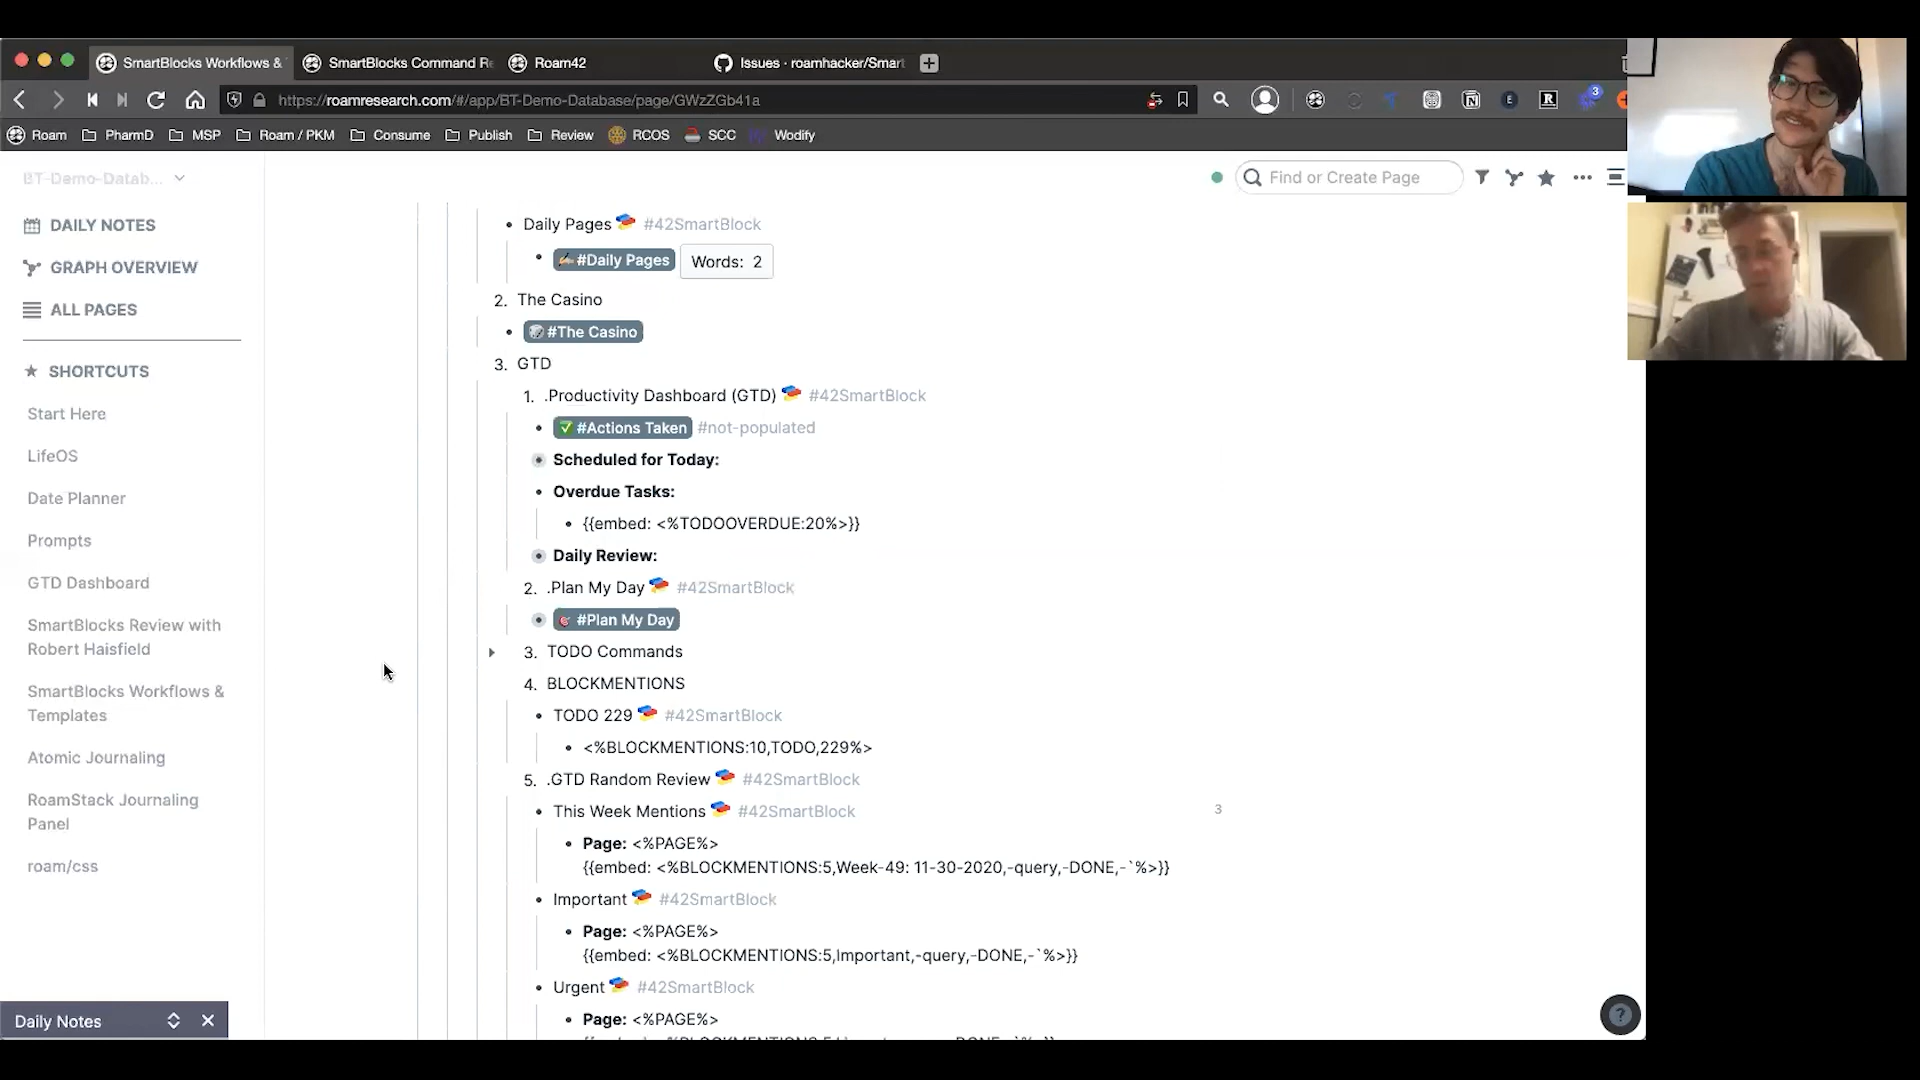 SmartBlocks Workflows &
SmartBlocks Command Re
Roam42
Issues · roamhacker/Smart
https://roamresearch.com/#/app/BT-Demo-Database/page/GWzZGb41a
3
Roam
PharmD
MSP
Roam / PKM
Consume
Publish
Review
RCOS
SCC
Wodify
BT-Demo-Datab...
Find or Create Page
DAILY NOTES
GRAPH OVERVIEW
ALL PAGES
SHORTCUTS
Start Here
LifeOS
Date Planner
Prompts
GTD Dashboard
SmartBlocks Review with
Robert Haisfield
SmartBlocks Workflows &
Templates
Atomic Journaling
RoamStack Journaling
Panel
roam/css
Daily Notes
Daily Pages #42SmartBlock
#Daily Pages Words: 2
2. The Casino
#The Casino
3. GTD
1. .Productivity Dashboard (GTD) #42SmartBlock
#Actions Taken #not-populated
Scheduled for Today:
Overdue Tasks:
{{embed: <%TODOOVERDUE:20%>}}
Daily Review:
2. .Plan My Day #42SmartBlock
#Plan My Day
3. TODO Commands
4. BLOCKMENTIONS
TODO 229 #42SmartBlock
<%BLOCKMENTIONS:10,TODO,229%>
5. .GTD Random Review #42SmartBlock
This Week Mentions #42SmartBlock 3
Page: <%PAGE%>
{{embed: <%BLOCKMENTIONS:5,Week-49: 11-30-2020,-query,-DONE,-`%>}}
Important #42SmartBlock
Page: <%PAGE%>
{{embed: <%BLOCKMENTIONS:5,Important,-query,-DONE,-`%>}}
Urgent #42SmartBlock
Page: <%PAGE%>